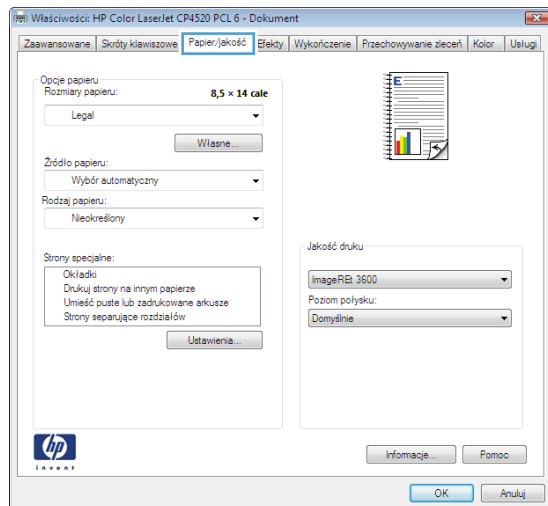 Właściwości: HP Color LaserJet CP4520 PCL 6 - Dokument
Zaawansowane Skróty klawiszowe Papier/jakość Efekty Wykończenie Przechowywanie zleceń Kolor Usługi
Opcje papieru
Rozmiary papieru: 8,5 × 14 cale
Legal
Własne...
Źródło papieru:
Wybór automatyczny
Rodzaj papieru:
Nieokreślony
Strony specjalne:
Okładki
Drukuj strony na innym papierze
Umieść puste lub zadrukowane arkusze
Strony separujące rozdziałów
Ustawienia...
E
Jakość druku
ImageREt 3600
Poziom połysku:
Domyślnie
hp
invent
Informacje... Pomoc
OK Anuluj